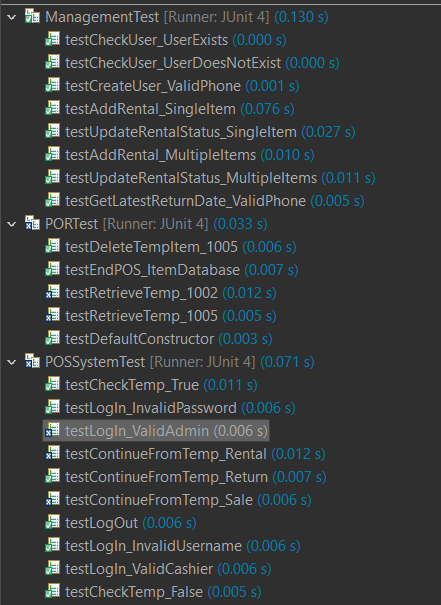 ManagementTest [Runner: JUnit 4] (0.130 s)
testCheckUser_UserExists (0.000 s)
testCheckUser_UserDoesNotExist (0.000 s)
testCreateUser_ValidPhone (0.001 s)
testAddRental_SingleItem (0.076 s)
testUpdateRentalStatus_SingleItem (0.027 s)
testAddRental_MultipleItems (0.010 s)
testUpdateRentalStatus_MultipleItems (0.011 s)
testGetLatestReturnDate_ValidPhone (0.005 s)
PORTest [Runner: JUnit 4] (0.033 s)
testDeleteTempItem_1005 (0.006 s)
testEndPOS_ItemDatabase (0.007 s)
testRetrieveTemp_1002 (0.012 s)
testRetrieveTemp_1005 (0.005 s)
testDefaultConstructor (0.003 s)
POSSystemTest [Runner: JUnit 4] (0.071 s)
testCheckTemp_True (0.011 s)
testLogIn_InvalidPassword (0.006 s)
testLogIn_ValidAdmin (0.006 s)
testContinueFromTemp_Rental (0.012 s)
testContinueFromTemp_Return (0.007 s)
testContinueFromTemp_Sale (0.006 s)
testLogOut (0.006 s)
testLogIn_InvalidUsername (0.006 s)
testLogIn_ValidCashier (0.006 s)
testCheckTemp_False (0.005 s)